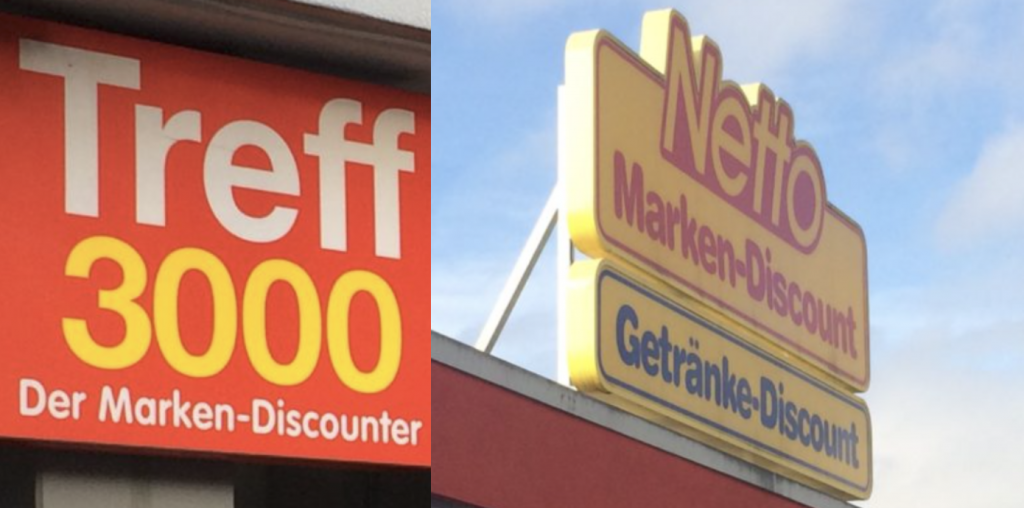 Treff
3000
Der Marken-Discounter
Netto
Marken-Discount
Getränke-Discount